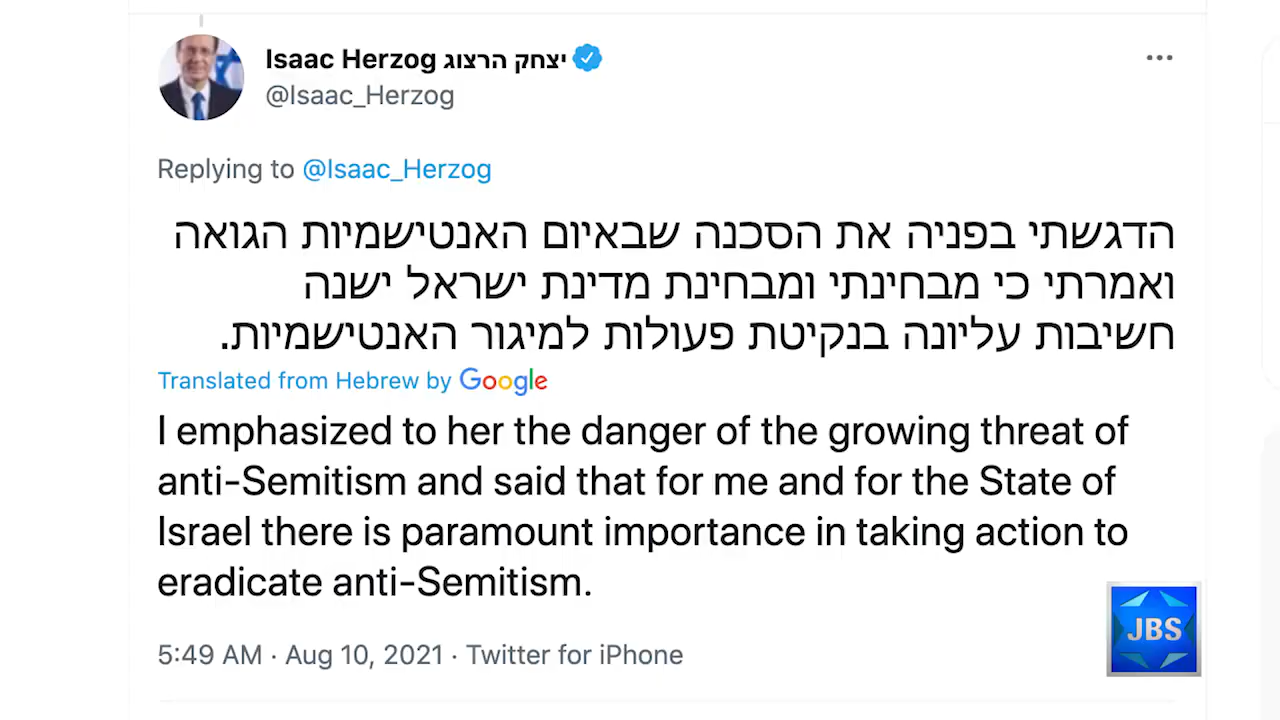 Isaac Herzog יצחק הרצוג
@Isaac_Herzog
Replying to @Isaac_Herzog
הדגשתי בפניה את הסכנה שבאיום האנטישמיות הגואה
ואמרתי כי מבחינתי ומבחינת מדינת ישראל ישנה
חשיבות עליונה בנקיטת פעולות למיגור האנטישמיות.
Translated from Hebrew by Google
I emphasized to her the danger of the growing threat of
anti-Semitism and said that for me and for the State of
Israel there is paramount importance in taking action to
eradicate anti-Semitism.
5:49 AM · Aug 10, 2021 · Twitter for iPhone
JBS